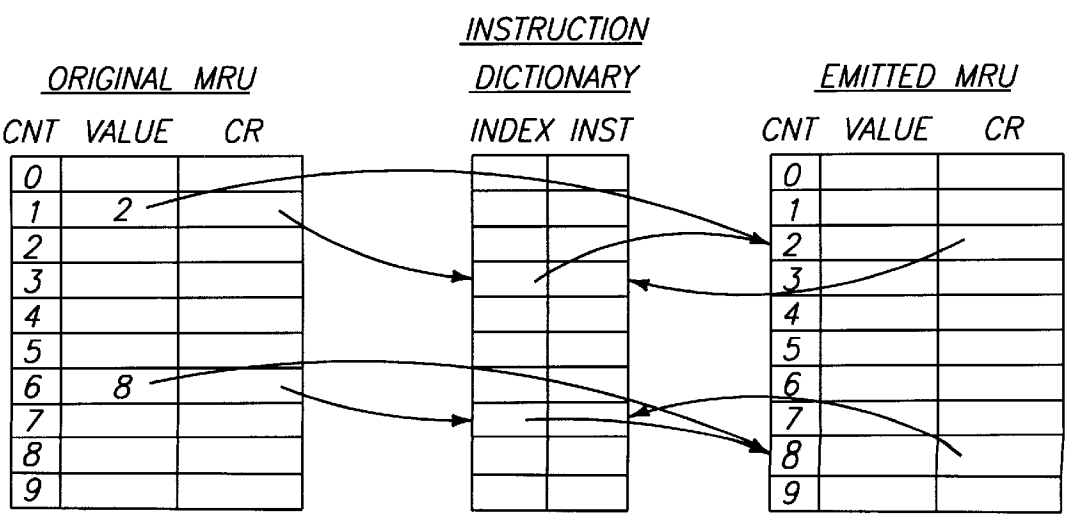 INSTRUCTION
ORIGINAL MRU DICTIONARY EMITTED MRU
CNT VALUE CR INDEX INST CNT VALUE CR
0 0
1 2 1
2 2
3 3
4 4
5 5
6 8 6
7 7
8 8
9 9